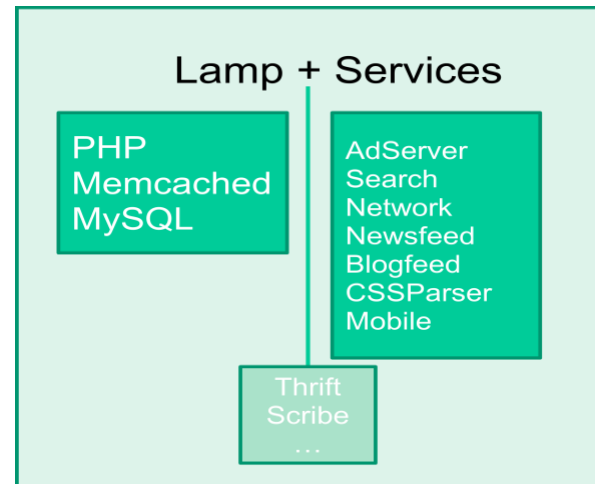 Lamp + Services
PHP
Memcached
MySQL
AdServer
Search
Network
Newsfeed
Blogfeed
CSSParser
Mobile
Thrift
Scribe
...